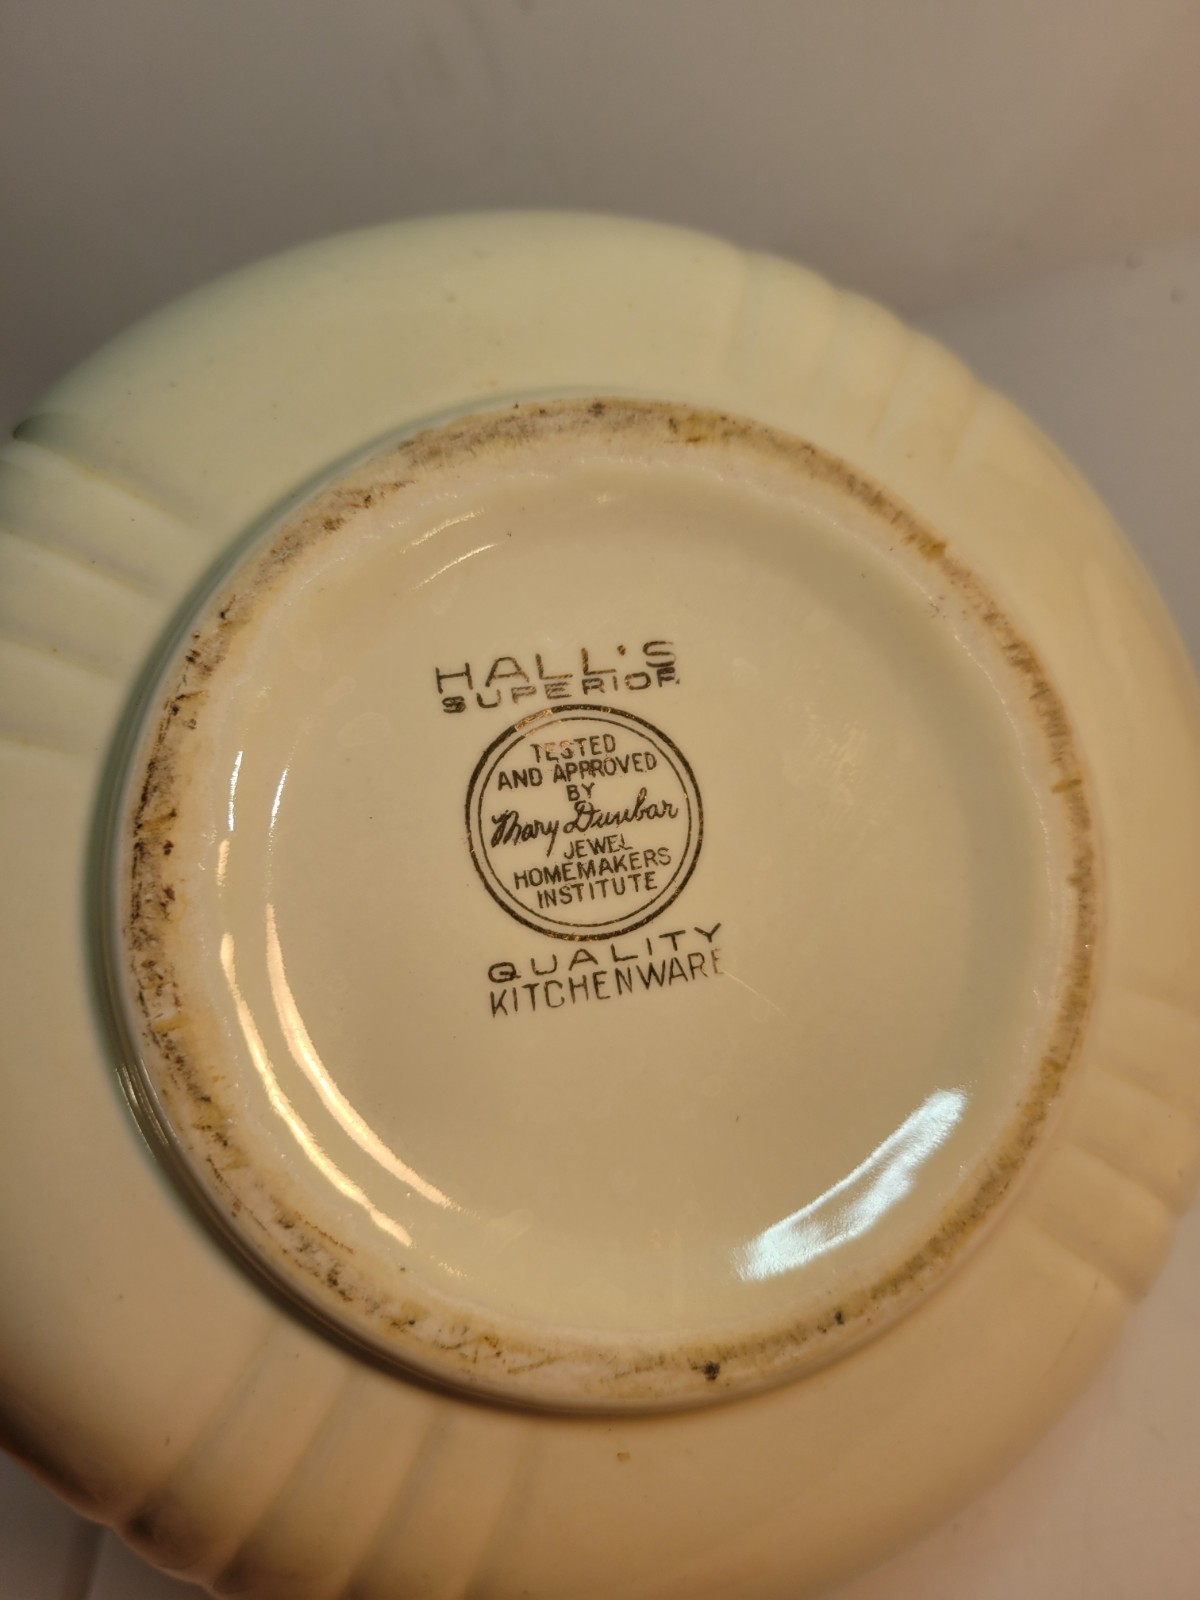 HALL'S
SUPERIOR
TESTED
AND APPROVED
BY
Mary Dunbar
JEWEL
HOMEMAKERS
INSTITUTE
QUALITY
KITCHENWARE